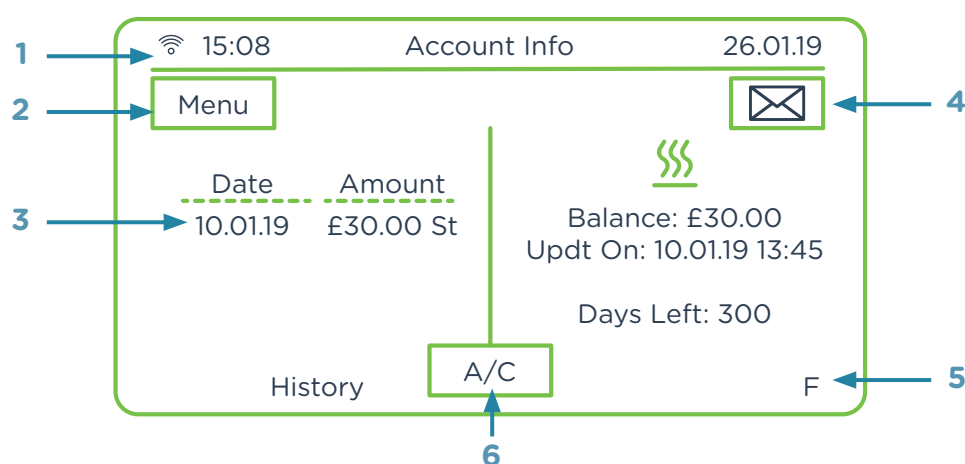 15:08 Account Info 26.01.19
1
Menu
2
4
Date Amount
3
10.01.19 £30.00 St
Balance: £30.00
Updt On: 10.01.19 13:45
Days Left: 300
History
A/C
F
5
6